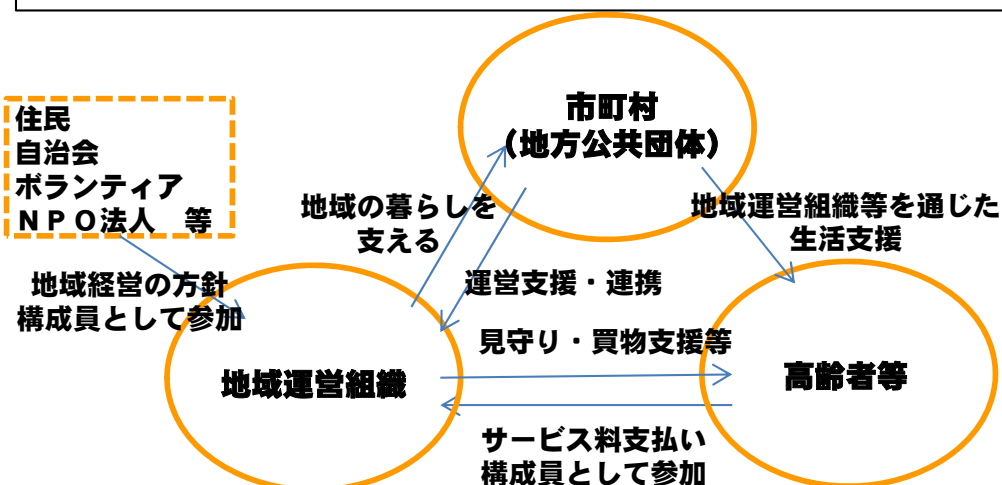 市町村
(地方公共団体)
住民
自治会
ボランティア
ＮＰＯ法人　等
地域の暮らしを
支える
地域運営組織等を通じた
生活支援
地域経営の方針
構成員として参加
運営支援・連携
見守り・買物支援等
地域運営組織
高齢者等
サービス料支払い
構成員として参加